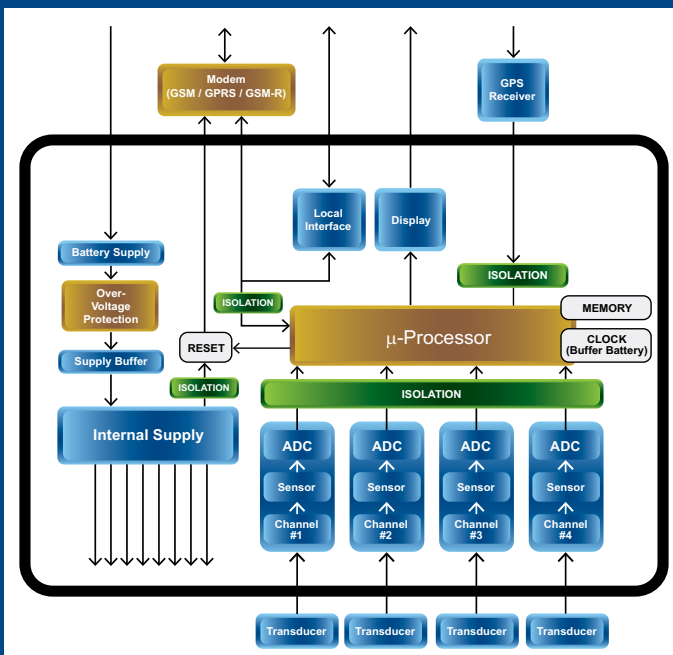 Modem
(GSM / GPRS / GSM-R)
GPS
Receiver
Local
Interface
Display
Battery Supply
ISOLATION
Over-
Voltage
Protection
ISOLATION
MEMORY
μ-Processor
CLOCK
(Buffer Battery)
RESET
Supply Buffer
ISOLATION
ISOLATION
Internal Supply
ADC
ADC
ADC
ADC
Sensor
Sensor
Sensor
Sensor
Channel
#1
Channel
#2
Channel
#3
Channel
#4
Transducer
Transducer
Transducer
Transducer